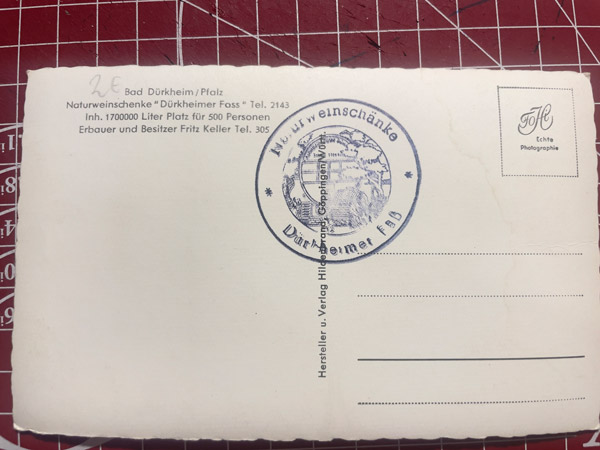 2€
Bad Dürkheim/Pfalz
Naturweinschenke "Dürkheimer Fass" Tel. 2143
Inh. 1700000 Liter Platz für 500 Personen
Erbauer und Besitzer Fritz Keller Tel. 305
Naturweinschänke
* *
Dürkheimer Faß
Hersteller u. Verlag Hildenbrand, Göppingen/Württ.
Echte
Photographie